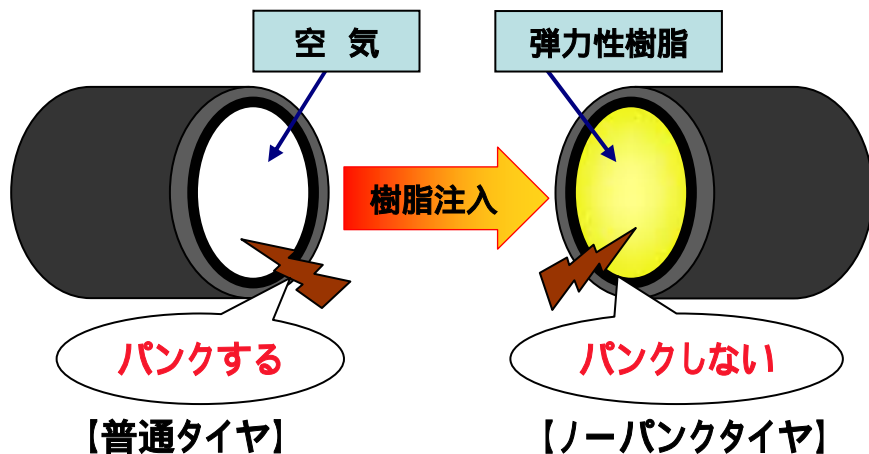 空 気
弾力性樹脂
樹脂注入
パンクする
パンクしない
【普通タイヤ】
【ノーパンクタイヤ】